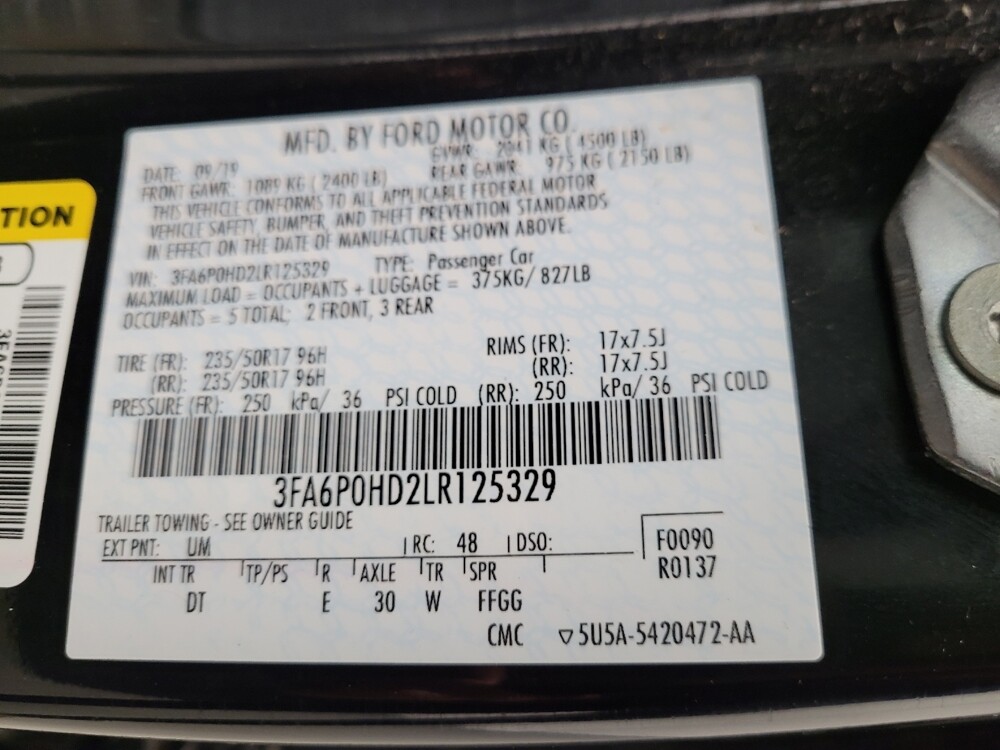 MFD. BY FORD MOTOR CO.
DATE: 09/19 GVWR: 2041 KG ( 4500 LB)
FRONT GAWR: 1089 KG ( 2400 LB) REAR GAWR: 975 KG ( 2150 LB)
THIS VEHICLE CONFORMS TO ALL APPLICABLE FEDERAL MOTOR
VEHICLE SAFETY, BUMPER, AND THEFT PREVENTION STANDARDS
IN EFFECT ON THE DATE OF MANUFACTURE SHOWN ABOVE.
VIN: 3FA6P0HD2LR125329 TYPE: Passenger Car
MAXIMUM LOAD = OCCUPANTS + LUGGAGE = 375KG/ 827LB
OCCUPANTS = 5 TOTAL: 2 FRONT, 3 REAR
TIRE (FR): 235/50R17 96H RIMS (FR): 17x7.5J
(RR): 235/50R17 96H (RR): 17x7.5J
PRESSURE (FR): 250 kPa/ 36 PSI COLD (RR): 250 kPa/ 36 PSI COLD
3FA6P0HD2LR125329
TRAILER TOWING - SEE OWNER GUIDE
EXT PNT: UM RC: 48 DSO: F0090
R0137
INT TR TP/PS R AXLE TR SPR
DT E 30 W FFGG
CMC ▽5U5A-5420472-AA
TION